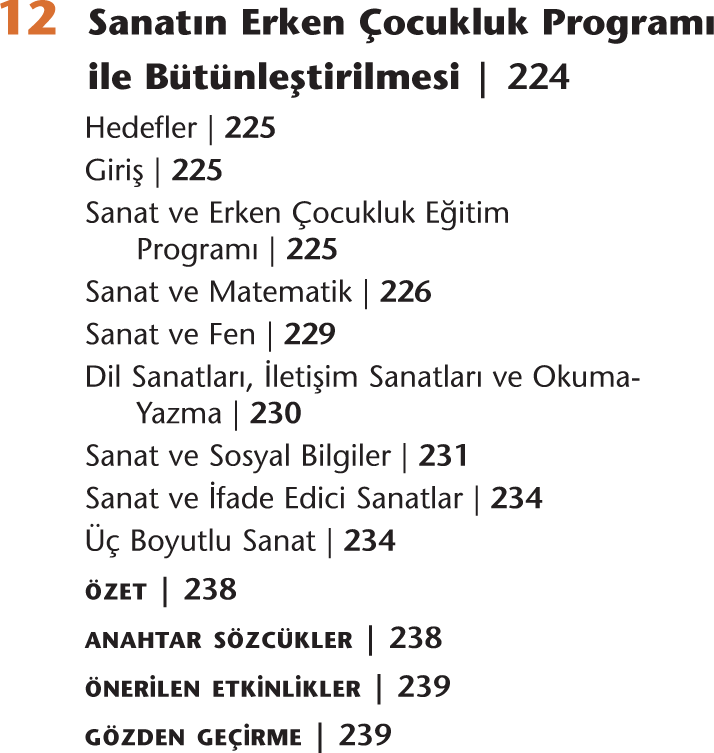 12 Sanatın Erken Çocukluk Programı
ile Bütünleştirilmesi | 224
Hedefler | 225
Giriş | 225
Sanat ve Erken Çocukluk Eğitim
Programı | 225
Sanat ve Matematik | 226
Sanat ve Fen | 229
Dil Sanatları, İletişim Sanatları ve Okuma-
Yazma | 230
Sanat ve Sosyal Bilgiler | 231
Sanat ve İfade Edici Sanatlar | 234
Üç Boyutlu Sanat | 234
ÖZET | 238
ANAHTAR SÖZCÜKLER | 238
ÖNERİLEN ETKİNLİKLER | 239
GÖZDEN GEÇİRME | 239